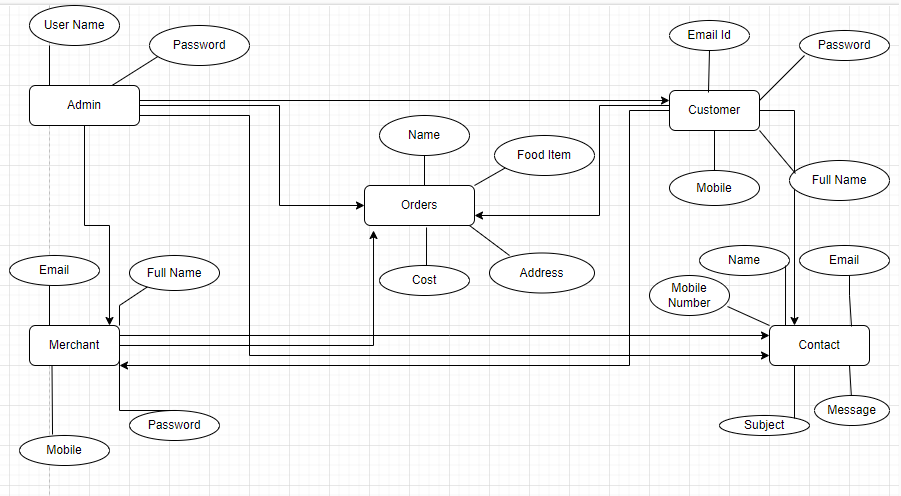 User Name
Password
Admin
Email Id
Password
Customer
Name
Food Item
Orders
Mobile
Full Name
Email
Full Name
Cost
Address
Name
Email
Mobile
Number
Merchant
Contact
Password
Mobile
Subject
Message